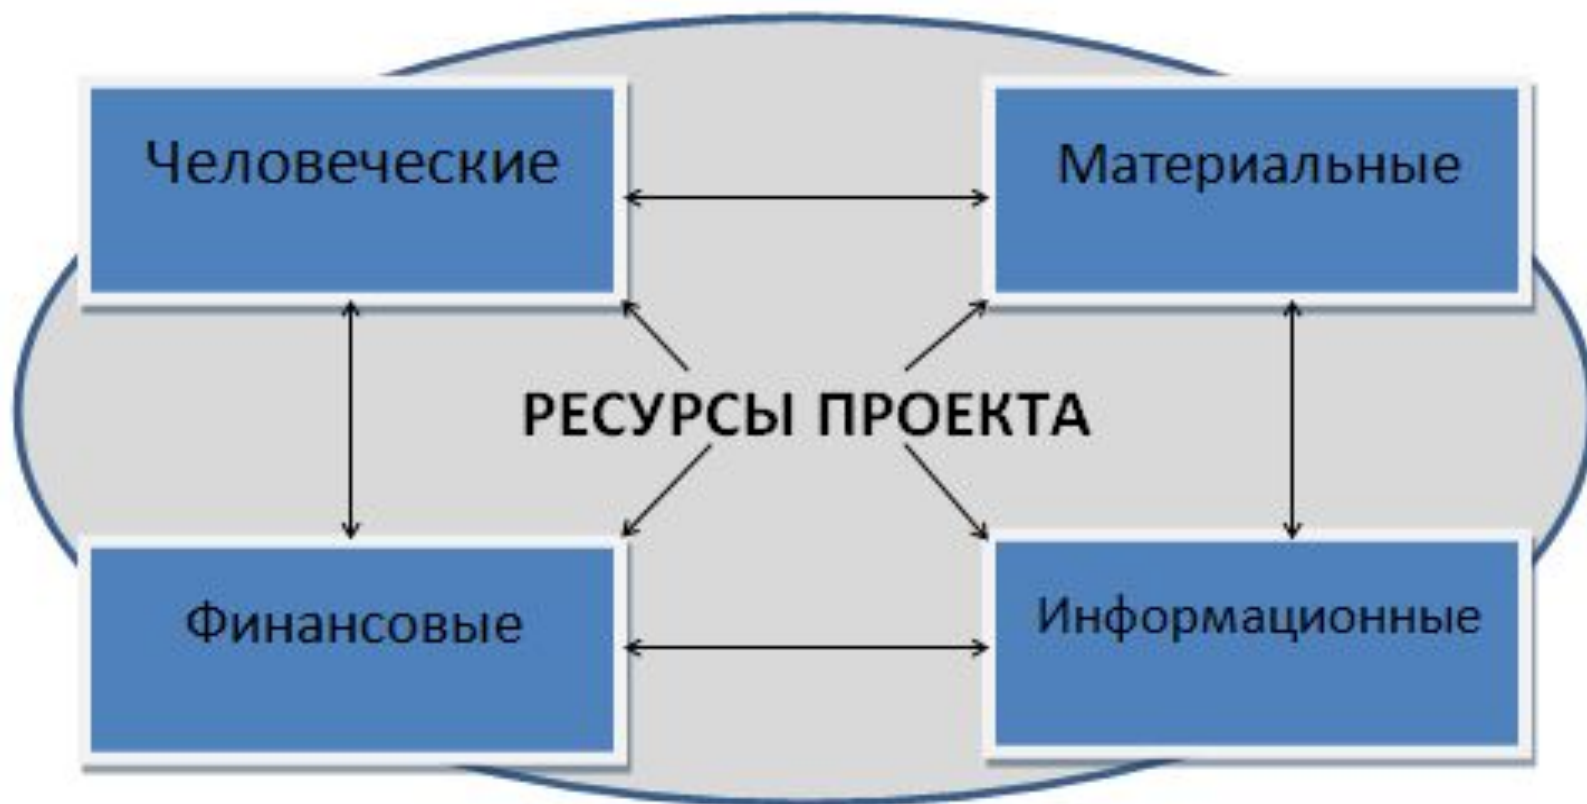 Человеческие
Материальные
РЕСУРСЫ ПРОЕКТА
Финансовые
Информационные